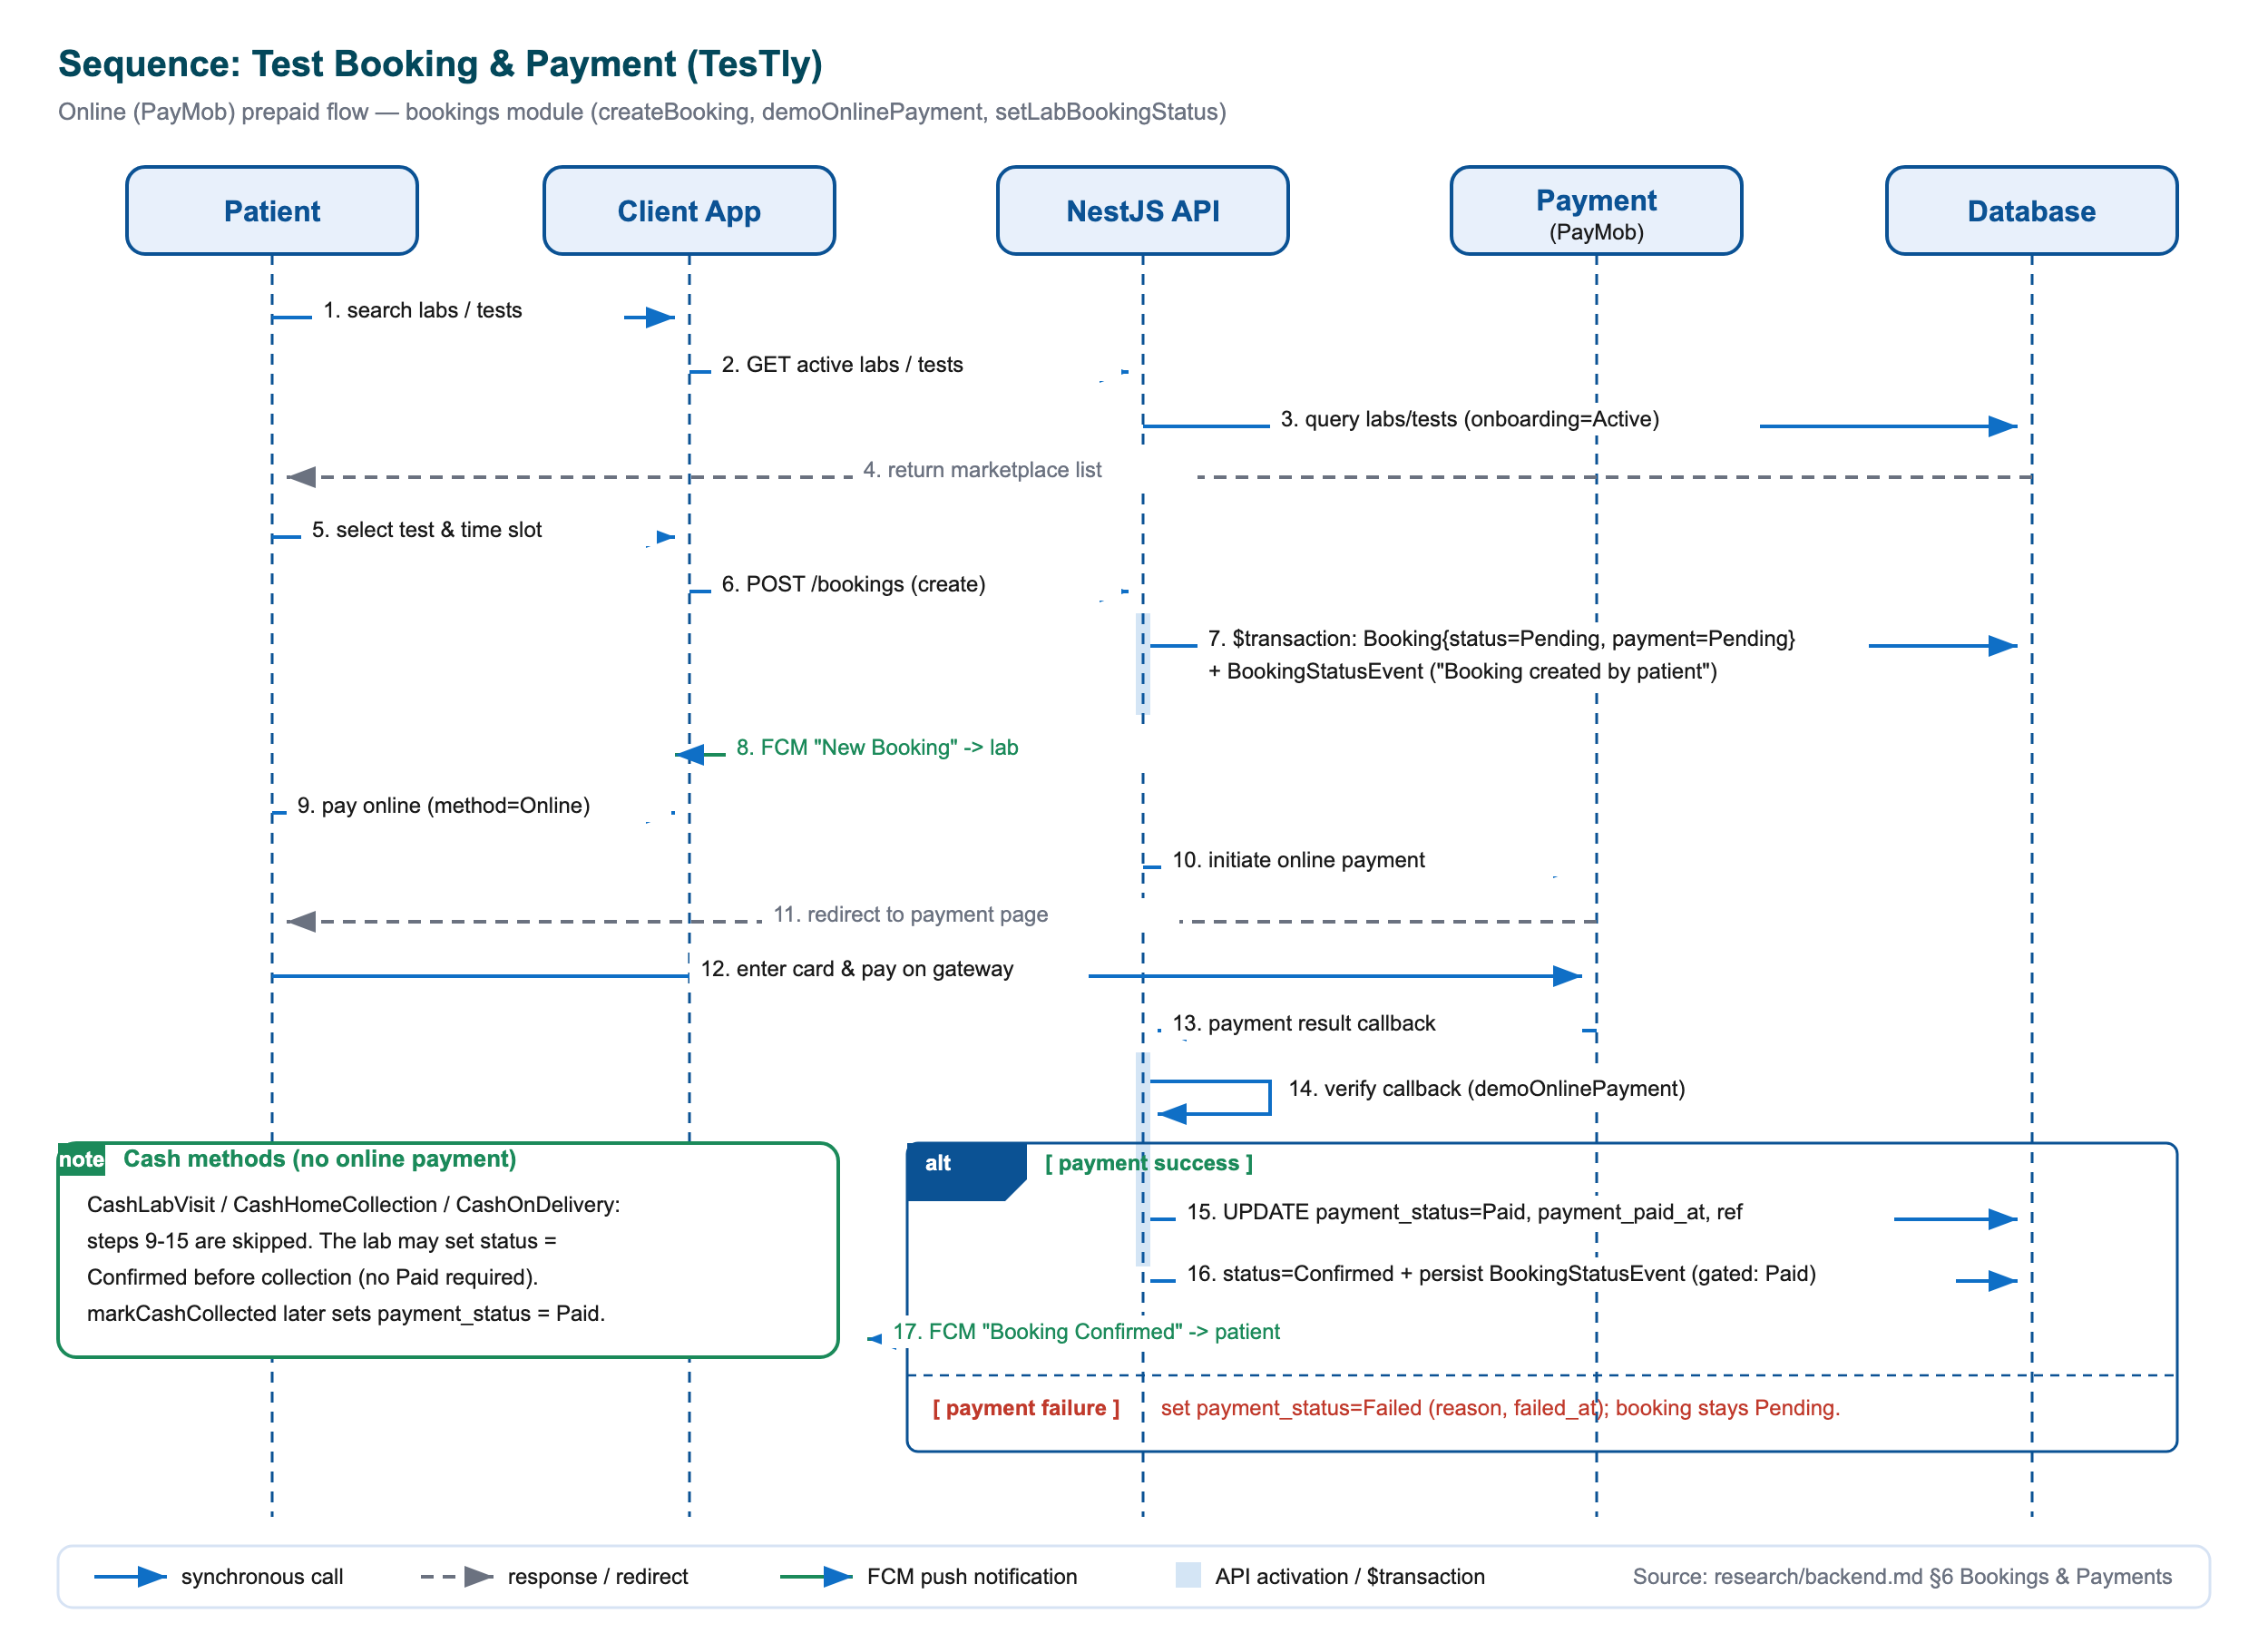 Sequence: Test Booking & Payment (TesTly)
Online (PayMob) prepaid flow — bookings module (createBooking, demoOnlinePayment, setLabBookingStatus)
Patient
Client App
NestJS API
Payment
(PayMob)
Database
1. search labs / tests
2. GET active labs / tests
3. query labs/tests (onboarding=Active)
4. return marketplace list
5. select test & time slot
6. POST /bookings (create)
7. $transaction: Booking{status=Pending, payment=Pending}
+ BookingStatusEvent ("Booking created by patient")
8. FCM "New Booking" -> lab
9. pay online (method=Online)
10. initiate online payment
11. redirect to payment page
12. enter card & pay on gateway
13. payment result callback
14. verify callback (demoOnlinePayment)
note Cash methods (no online payment)
CashLabVisit / CashHomeCollection / CashOnDelivery:
steps 9-15 are skipped. The lab may set status =
Confirmed before collection (no Paid required).
markCashCollected later sets payment_status = Paid.
alt [ payment success ]
15. UPDATE payment_status=Paid, payment_paid_at, ref
16. status=Confirmed + persist BookingStatusEvent (gated: Paid)
17. FCM "Booking Confirmed" -> patient
[ payment failure ] set payment_status=Failed (reason, failed_at); booking stays Pending.
synchronous call
response / redirect
FCM push notification
API activation / $transaction
Source: research/backend.md §6 Bookings & Payments